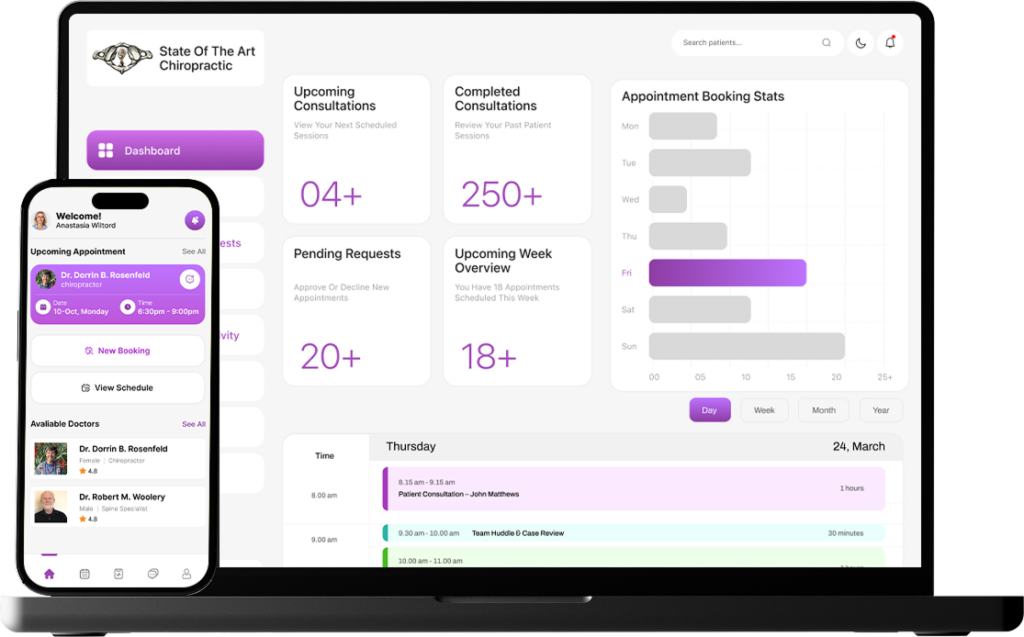 State Of The Art
Chiropractic
Search patients...
Dashboard
ests
vity
Upcoming
Consultations
View Your Next Scheduled
Sessions
04+
Completed
Consultations
Review Your Past Patient
Sessions
250+
Pending Requests
Approve Or Decline New
Appointments
20+
Upcoming Week
Overview
You Have 18 Appointments
Scheduled This Week
18+
Appointment Booking Stats
Mon
Tue
Wed
Thu
Fri
Sat
Sun
00 05 10 15 20 25+
Day Week Month Year
Time
Thursday 24, March
8.00 am
8.15 am - 9.15 am
Patient Consultation – John Matthews
1 hours
9.00 am
9.30 am - 10.00 am Team Huddle & Case Review 30 minutes
10.00 am - 11.00 am
Welcome!
Anastasia Wiltord
Upcoming Appointment See All
Dr. Dorrin B. Rosenfeld
chiropractor
Date
10-Oct, Monday
Time
6:30pm - 9:00pm
New Booking
View Schedule
Avaliable Doctors See All
Dr. Dorrin B. Rosenfeld
Female | Chiropractor
4.8
Dr. Robert M. Woolery
Male | Spine Specialist
4.8